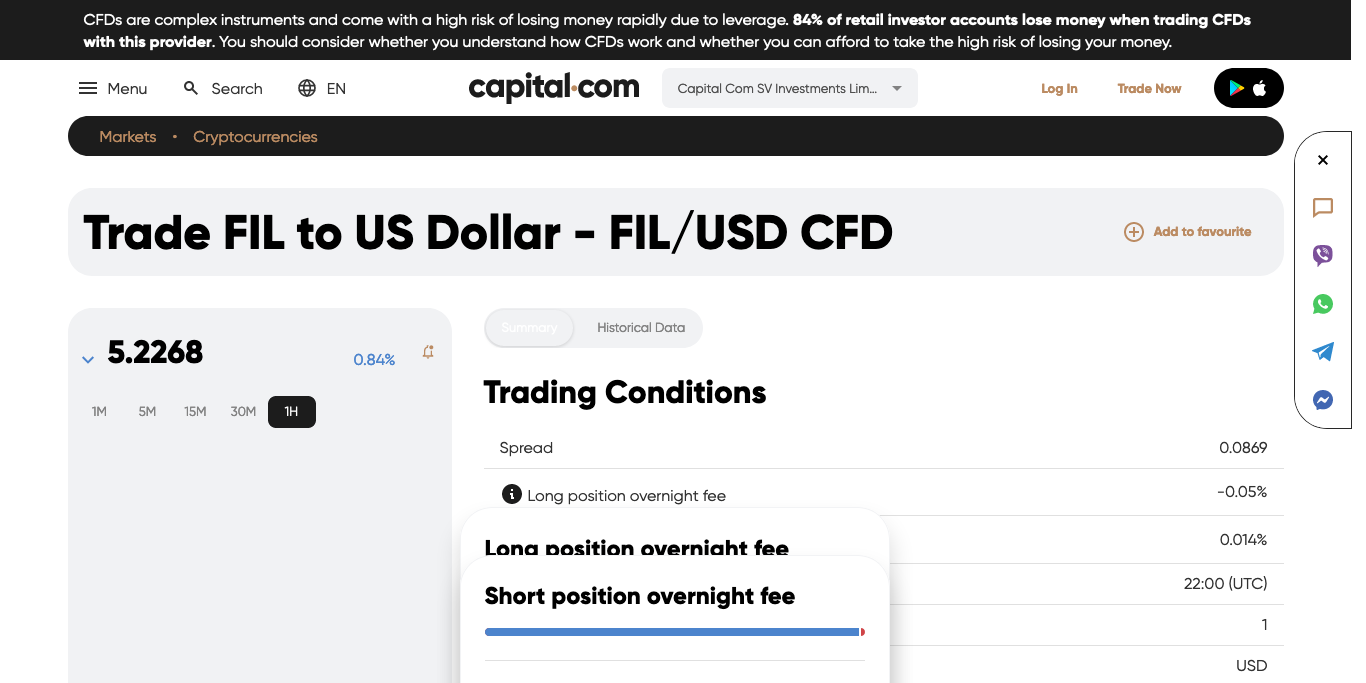 CFDs are complex instruments and come with a high risk of losing money rapidly due to leverage. 84% of retail investor accounts lose money when trading CFDs
with this provider. You should consider whether you understand how CFDs work and whether you can afford to take the high risk of losing your money.
Menu Search EN capital.com Capital Com SV Investments Lim... Log In Trade Now
Markets • Cryptocurrencies
Trade FIL to US Dollar - FIL/USD CFD
Add to favourite
5.2268 0.84%
1M 5M 15M 30M 1H
Summary Historical Data
Trading Conditions
Spread 0.0869
Long position overnight fee -0.05%
0.014%
22:00 (UTC)
1
USD
Long position overnight fee
Short position overnight fee